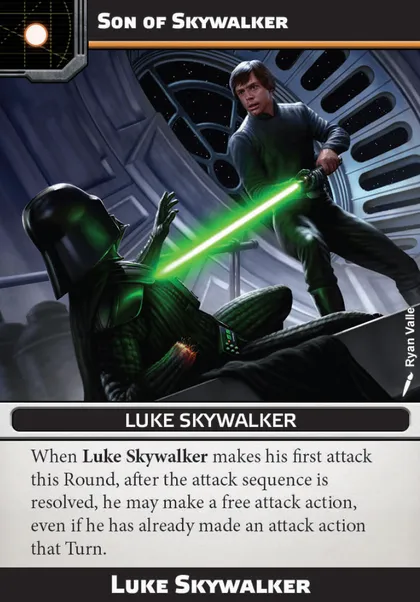 Son of Skywalker
Ryan Valle
LUKE SKYWALKER
When Luke Skywalker makes his first attack
this Round, after the attack sequence is
resolved, he may make a free attack action,
even if he has already made an attack action
that Turn.
Luke Skywalker